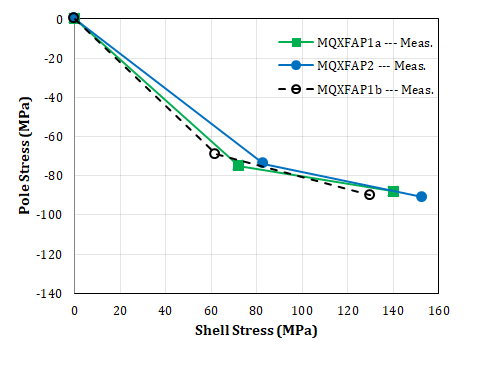 0
-20
-40
-60
-80
-100
-120
-140
Pole Stress (MPa)
MQXFAP1a --- Meas.
MQXFAP2 --- Meas.
MQXFAP1b --- Meas.
0 20 40 60 80 100 120 140 160
Shell Stress (MPa)